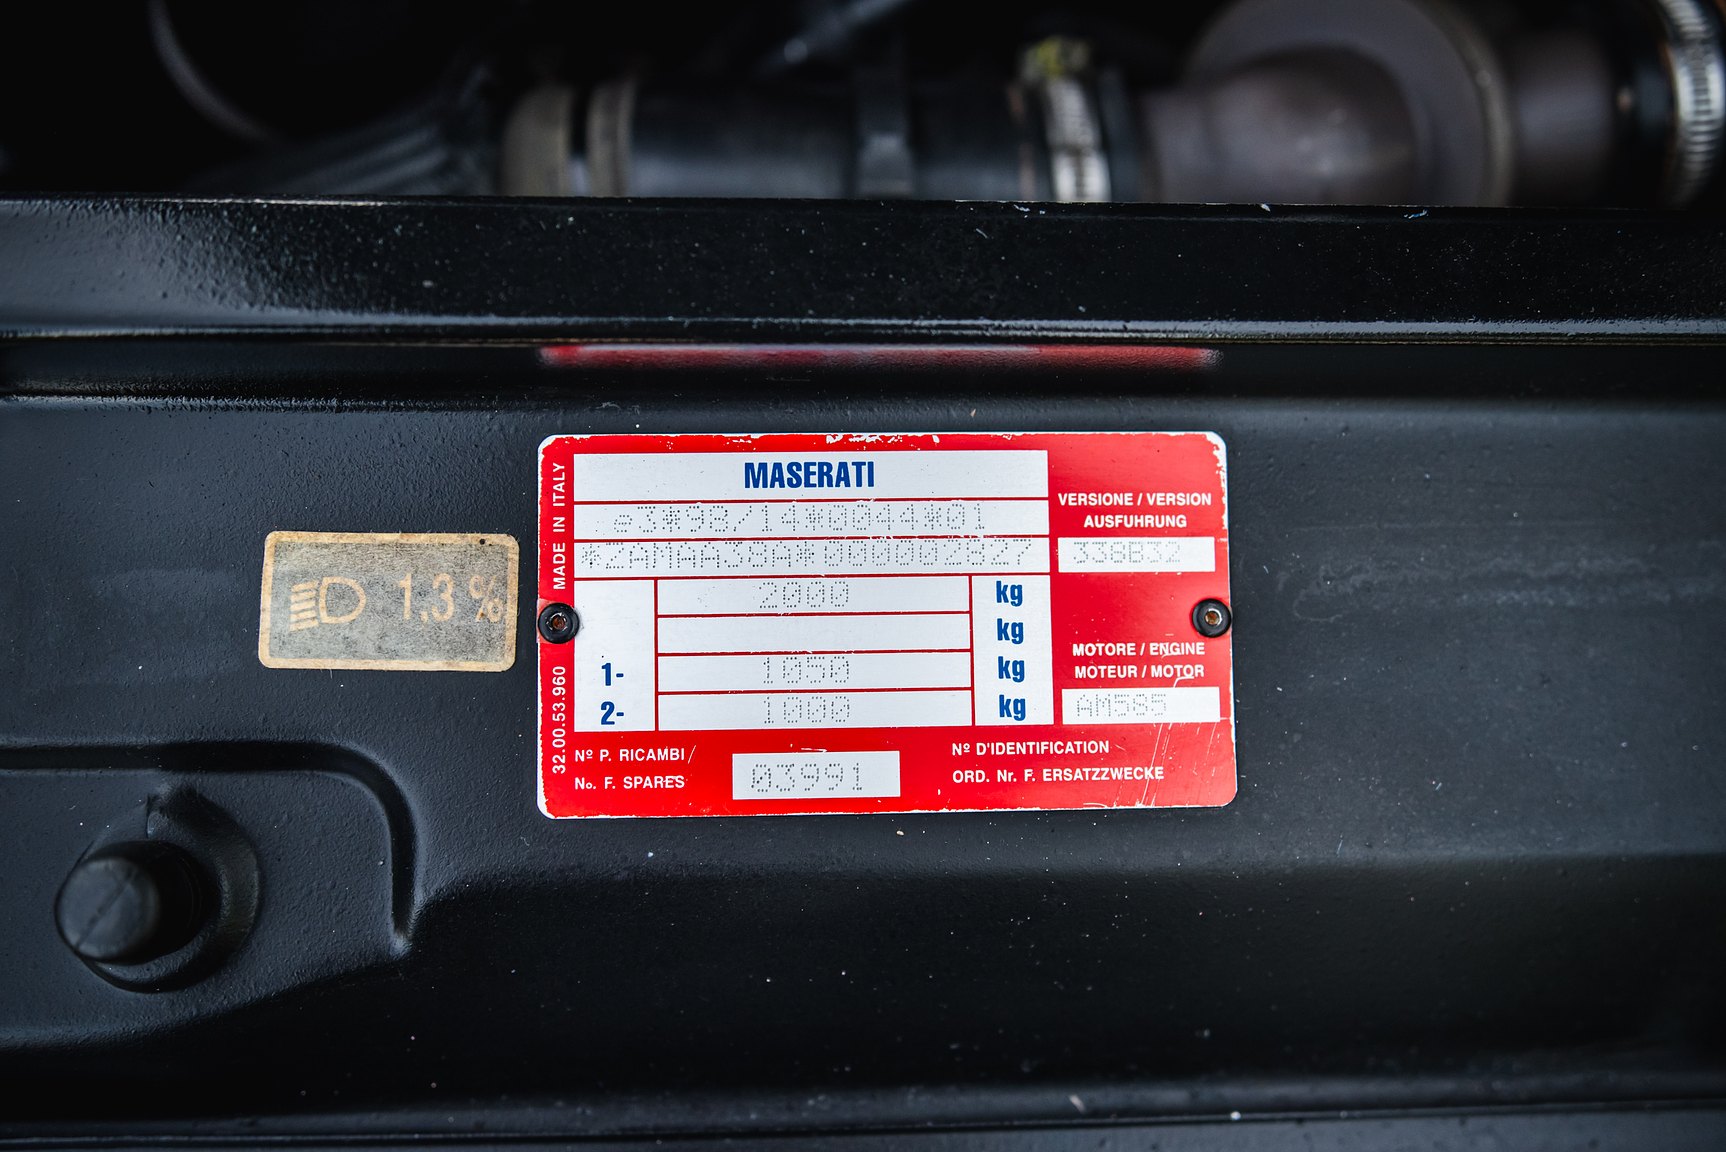 MASERATI
e3*98/14*0044*01
*ZAMAA38A*000002827
2000 kg
kg
1- 1050 kg
2- 1000 kg
MADE IN ITALY
32.00.53.960
VERSIONE / VERSION
AUSFUHRUNG
338B32
MOTORE / ENGINE
MOTEUR / MOTOR
AM585
Nº P. RICAMBI /
No. F. SPARES
03991
Nº D'IDENTIFICATION
ORD. Nr. F. ERSATZZWECKE
1,3 %